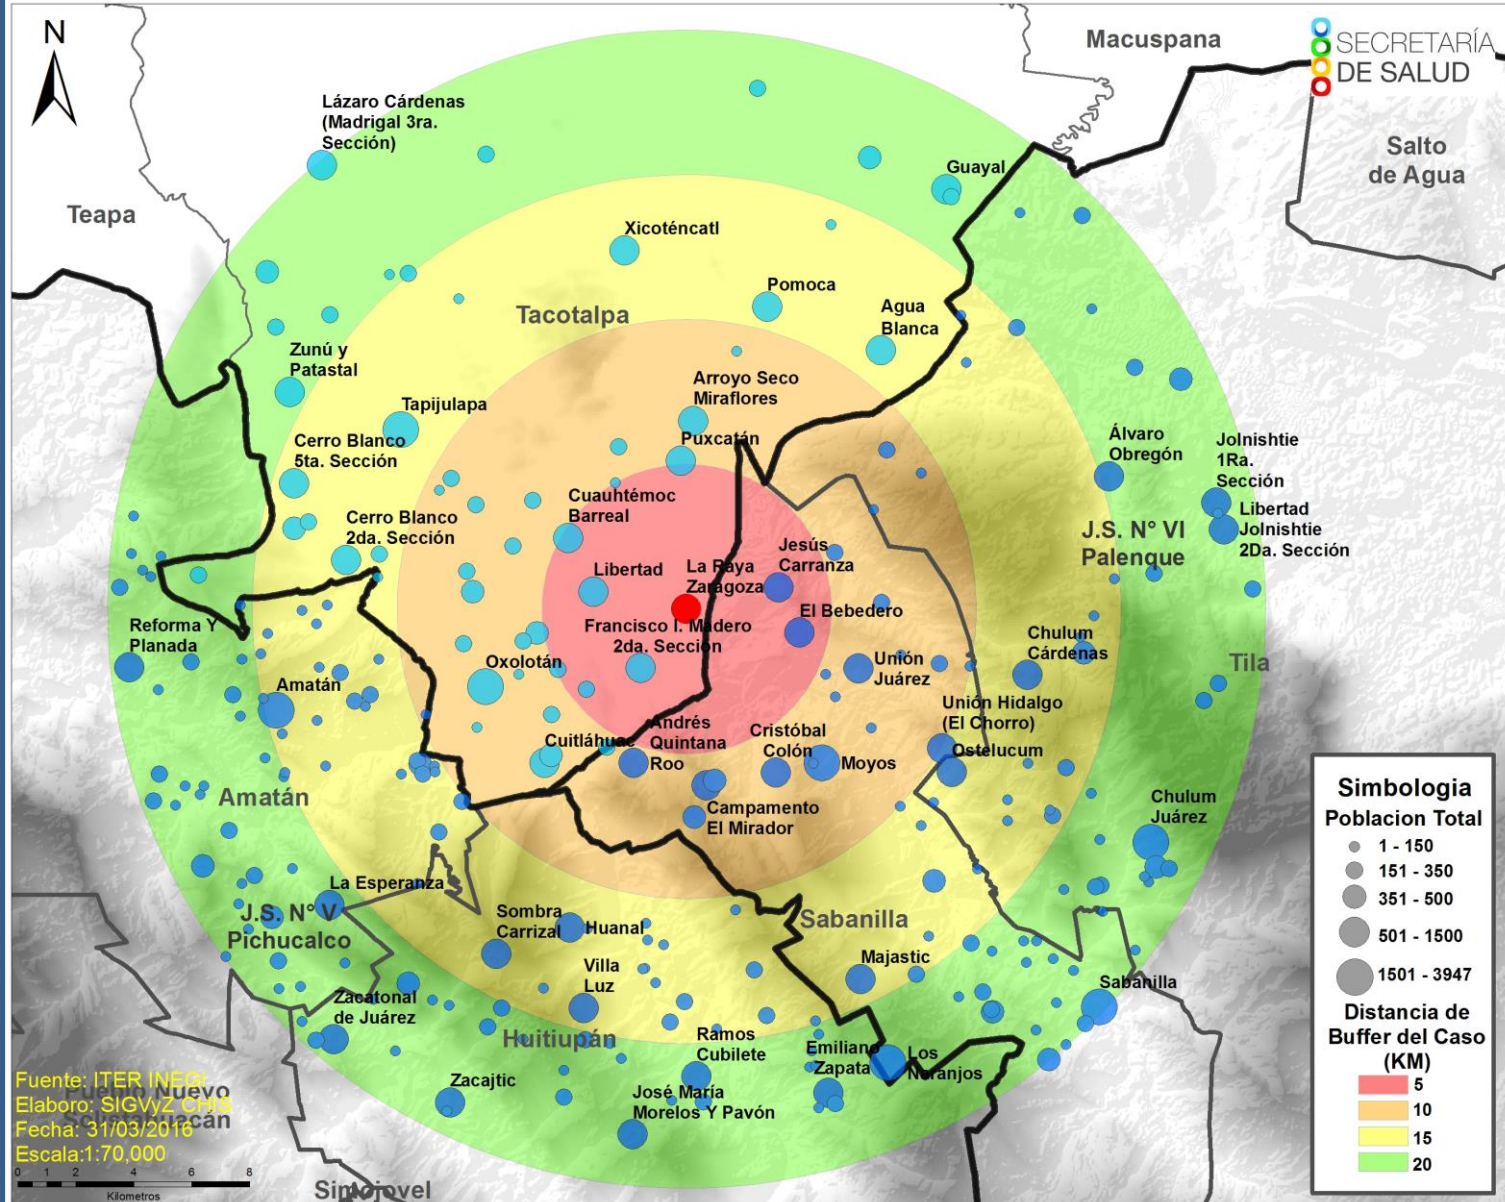 N
Macuspana
SECRETARÍA
DE SALUD
Lázaro Cárdenas
(Madrigal 3ra.
Sección)
Salto
de Agua
Guayal
Teapa
Xicoténcatl
Pomoca
Tacotalpa
Agua
Blanca
Zunú y
Patastal
Arroyo Seco
Miraflores
Tapijulapa
Puxcatán
Cerro Blanco
5ta. Sección
Álvaro
Obregón
Jolnishtie
1Ra.
Sección
Cuauhtémoc
Barreal
Libertad
Jolnishtie
2Da. Sección
Cerro Blanco
2da. Sección
J.S. N° VI
Palenque
Jesús
Carranza
Libertad
La Raya
Zaragoza
El Bebedero
Reforma Y
Planada
Francisco I. Madero
2da. Sección
Chulum
Cárdenas
Oxolotán
Unión
Juárez
Tila
Amatán
Unión Hidalgo
(El Chorro)
Andrés
Quintana
Roo
Cristóbal
Colón
Cuitláhuac
Ostelucum
Moyos
Amatán
Campamento
El Mirador
Chulum
Juárez
La Esperanza
J.S. N° V
Pichucalco
Sombra
Carrizal
Huanal
Sabanilla
Majastic
Villa
Luz
Sabanilla
Zacatonal
de Juárez
Huitiupán
Ramos
Cubilete
Emiliano
Zapata
Los
Naranjos
Zacajtic
José María
Morelos Y Pavón
Pueblo Nuevo
Solistahuacán
Simojovel
Fuente: ITER INEGI
Elaboro: SIGVyZ CHIS
Fecha: 31/03/2016
Escala:1:70,000
0 1 2 4 6 8
Kilometros
Simbologia
Poblacion Total
1 - 150
151 - 350
351 - 500
501 - 1500
1501 - 3947
Distancia de
Buffer del Caso
(KM)
5
10
15
20